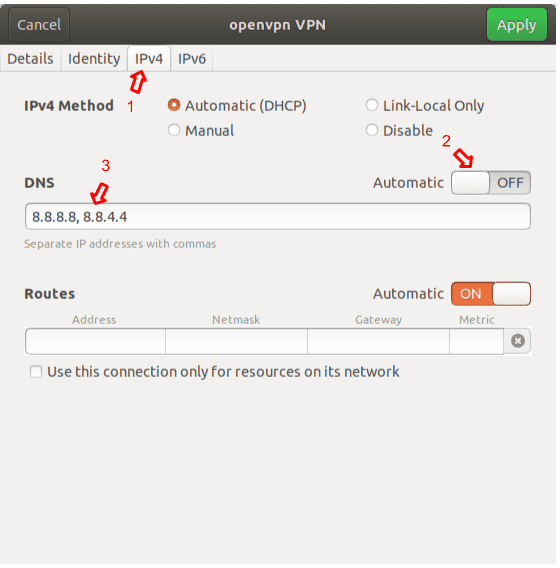 Cancel openvpn VPN Apply
Details Identity IPv4 IPv6
1
IPv4 Method Automatic (DHCP) Link-Local Only
Manual Disable
2
3
DNS Automatic OFF
8.8.8.8, 8.8.4.4
Separate IP addresses with commas
Routes Automatic ON
Address Netmask Gateway Metric
Use this connection only for resources on its network